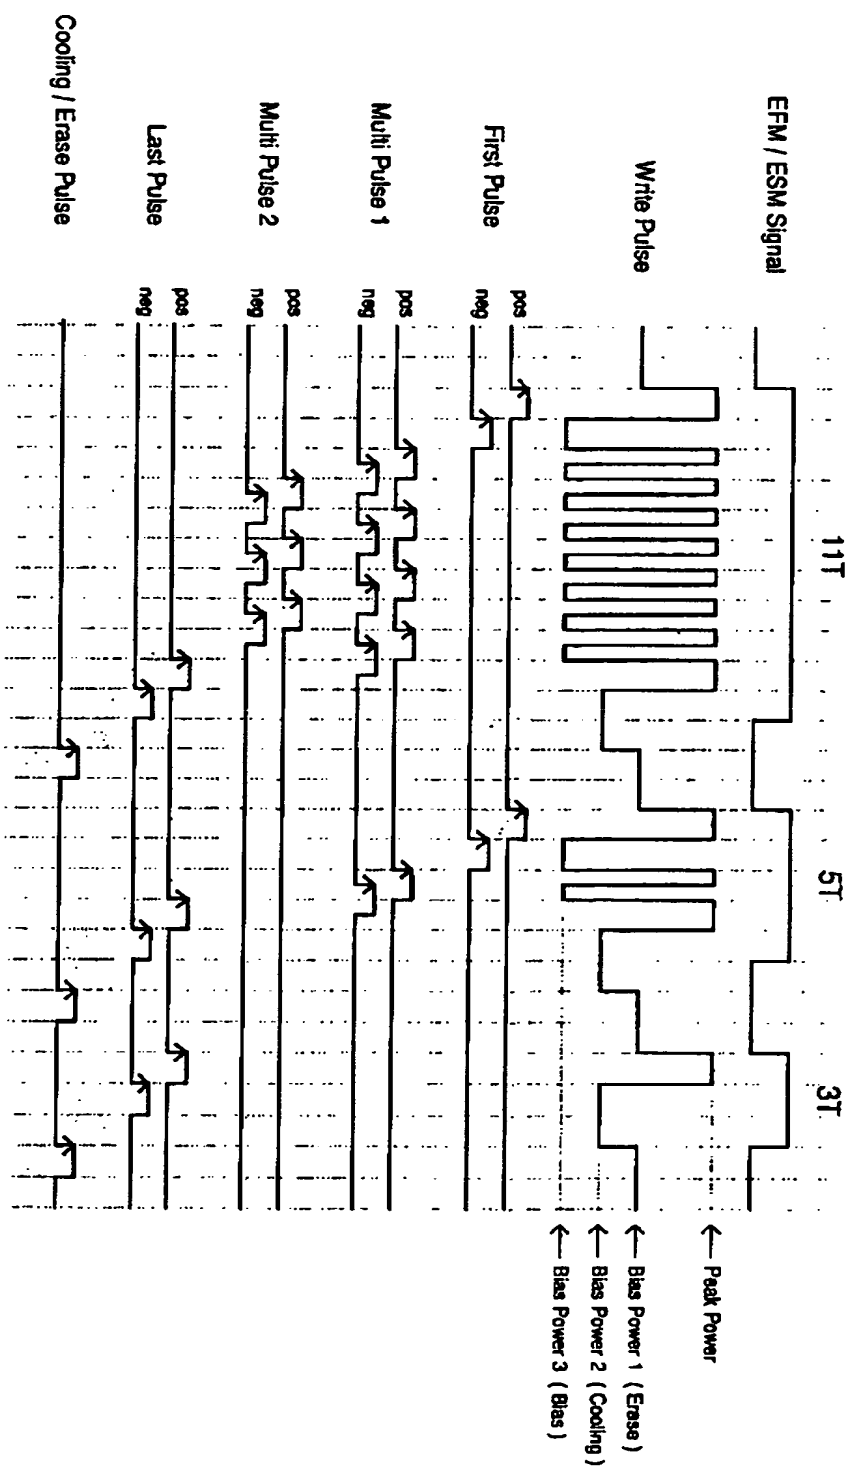 11T
5T
3T
EFM / ESM Signal
Write Pulse
Peak Power
Bias Power 1 ( Erase )
Bias Power 2 ( Cooling )
Bias Power 3 ( Bias )
First Pulse
pos
neg
Multi Pulse 1
pos
neg
Multi Pulse 2
pos
neg
Last Pulse
pos
neg
Cooling / Erase Pulse